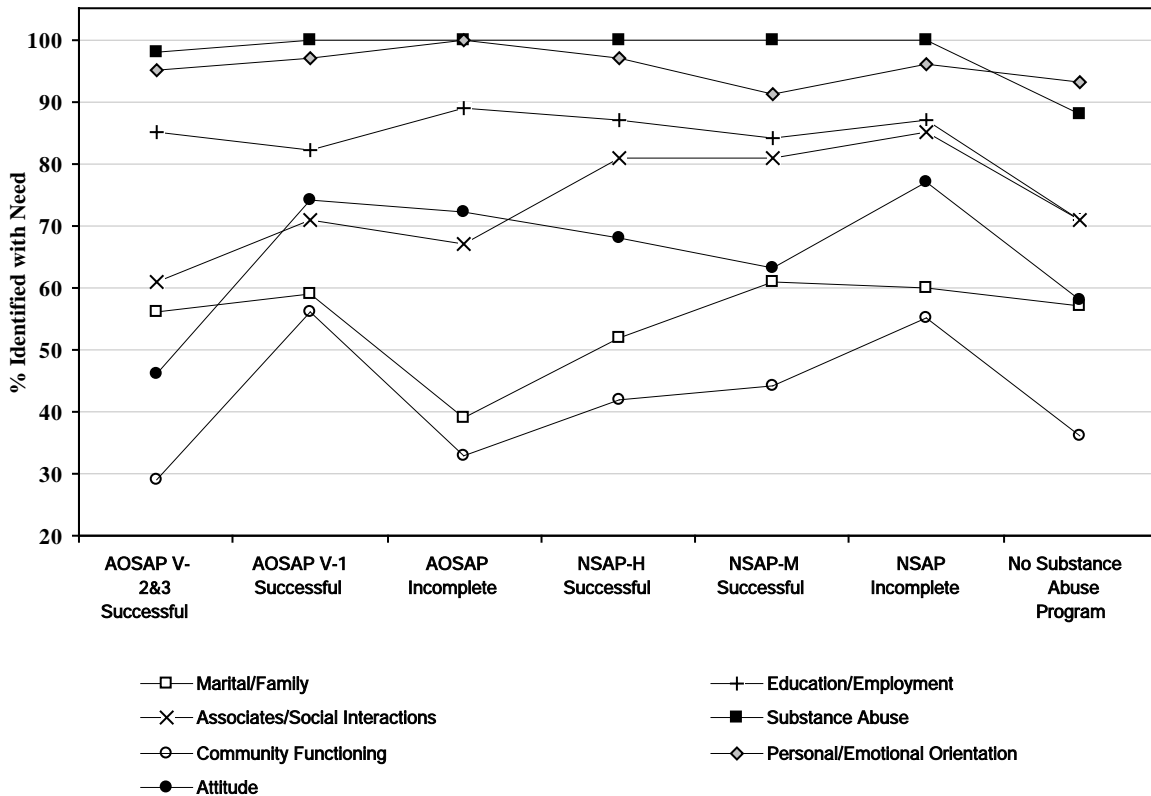 % Identified with Need
100
90
80
70
60
50
40
30
20
AOSAP V-
2&3
Successful
AOSAP V-1
Successful
AOSAP
Incomplete
NSAP-H
Successful
NSAP-M
Successful
NSAP
Incomplete
No Substance
Abuse
Program
Marital/Family
Education/Employment
Associates/Social Interactions
Substance Abuse
Community Functioning
Personal/Emotional Orientation
Attitude